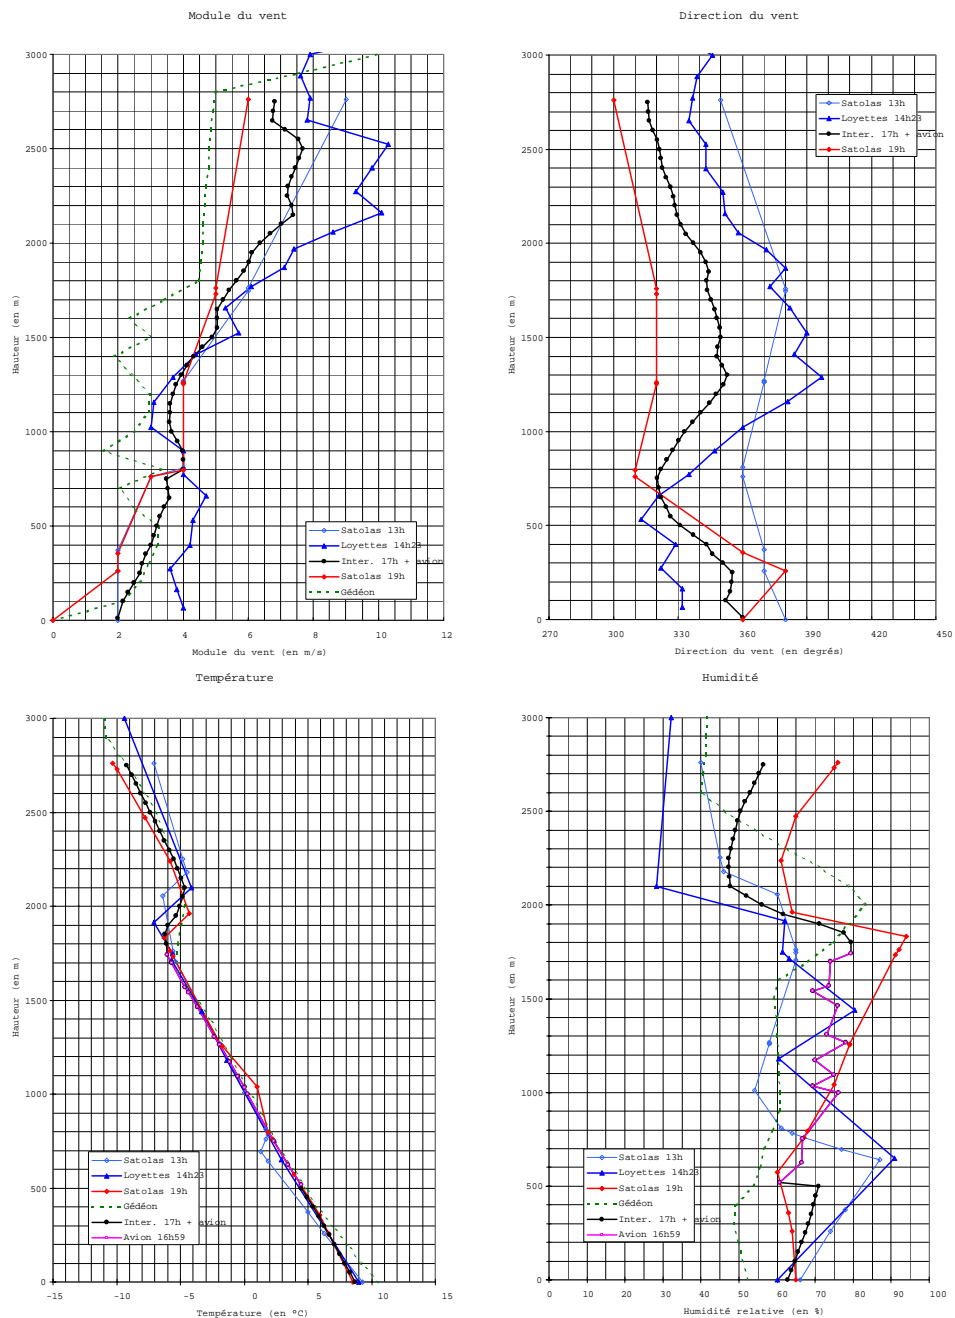 Module du vent
3000
2500
2000
1500
1000
500
0
Hauteur (en m)
0 2 4 6 8 10 12
Module du vent (en m/s)
Satolas 13h
Loyettes 14h23
Inter. 17h + avion
Satolas 19h
Gédéon
Direction du vent
3000
2500
2000
1500
1000
500
0
Hauteur (en m)
270 300 330 360 390 420 450
Direction du vent (en degrés)
Satolas 13h
Loyettes 14h23
Inter. 17h + avion
Satolas 19h
Température
3000
2500
2000
1500
1000
500
0
Hauteur (en m)
-15 -10 -5 0 5 10 15
Température (en °C)
Satolas 13h
Loyettes 14h23
Satolas 19h
Gédéon
Inter. 17h + avion
Avion 16h59
Humidité
3000
2500
2000
1500
1000
500
0
Hauteur (en m)
0 10 20 30 40 50 60 70 80 90 100
Humidité relative (en %)
Satolas 13h
Loyettes 14h23
Satolas 19h
Gédéon
Inter. 17h + avion
Avion 16h59